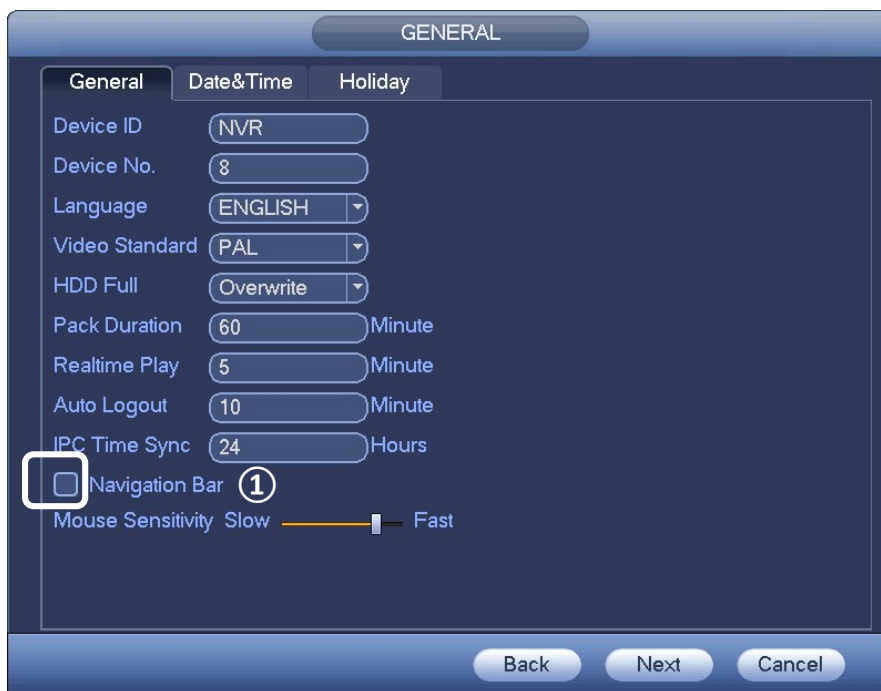 GENERAL
General Date&Time Holiday
Device ID NVR
Device No. 8
Language ENGLISH
Video Standard PAL
HDD Full Overwrite
Pack Duration 60 Minute
Realtime Play 5 Minute
Auto Logout 10 Minute
IPC Time Sync 24 Hours
Navigation Bar ①
Mouse Sensitivity Slow Fast
Back Next Cancel